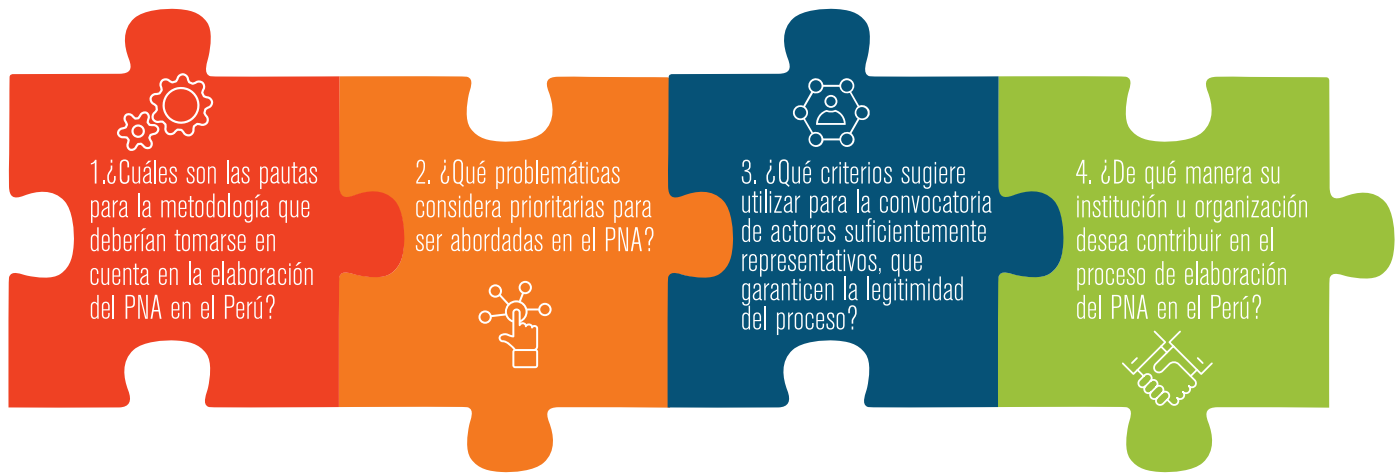 1.¿Cuáles son las pautas
para la metodología que
deberían tomarse en
cuenta en la elaboración
del PNA en el Perú?
2. ¿Qué problemáticas
considera prioritarias para
ser abordadas en el PNA?
3. ¿Qué criterios sugiere
utilizar para la convocatoria
de actores suficientemente
representativos, que
garanticen la legitimidad
del proceso?
4. ¿De qué manera su
institución u organización
desea contribuir en el
proceso de elaboración
del PNA en el Perú?